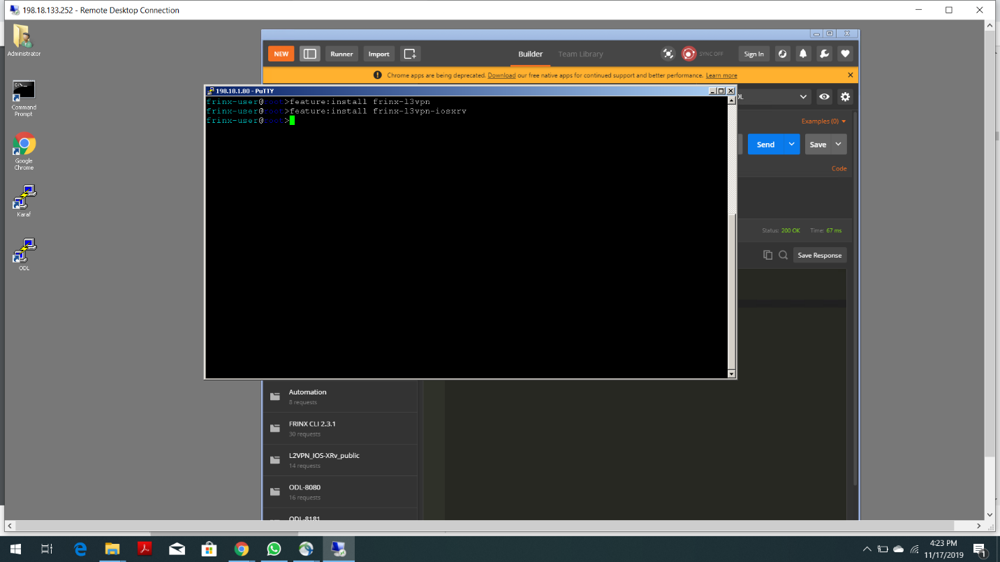 198.18.133.252 - Remote Desktop Connection
Administrator
Command
Prompt
Google
Chrome
Karaf
ODL
NEW
Runner
Import
Builder
Team Library
SYNC OFF
Sign In
Chrome apps are being deprecated. Download our free native apps for continued support and better performance. Learn more
198.18.1.80 - PuTTY
frinx-user@root>feature:install frinx-l3vpn
frinx-user@root>feature:install frinx-l3vpn-iosxrv
frinx-user@root>
Examples (0)
Send
Save
Code
Status: 200 OK Time: 67 ms
Save Response
Automation
8 requests
FRINX CLI 2.3.1
30 requests
L2VPN_IOS-XRv_public
14 requests
ODL-8080
16 requests
ODL-8181
4:23 PM
11/17/2019
1